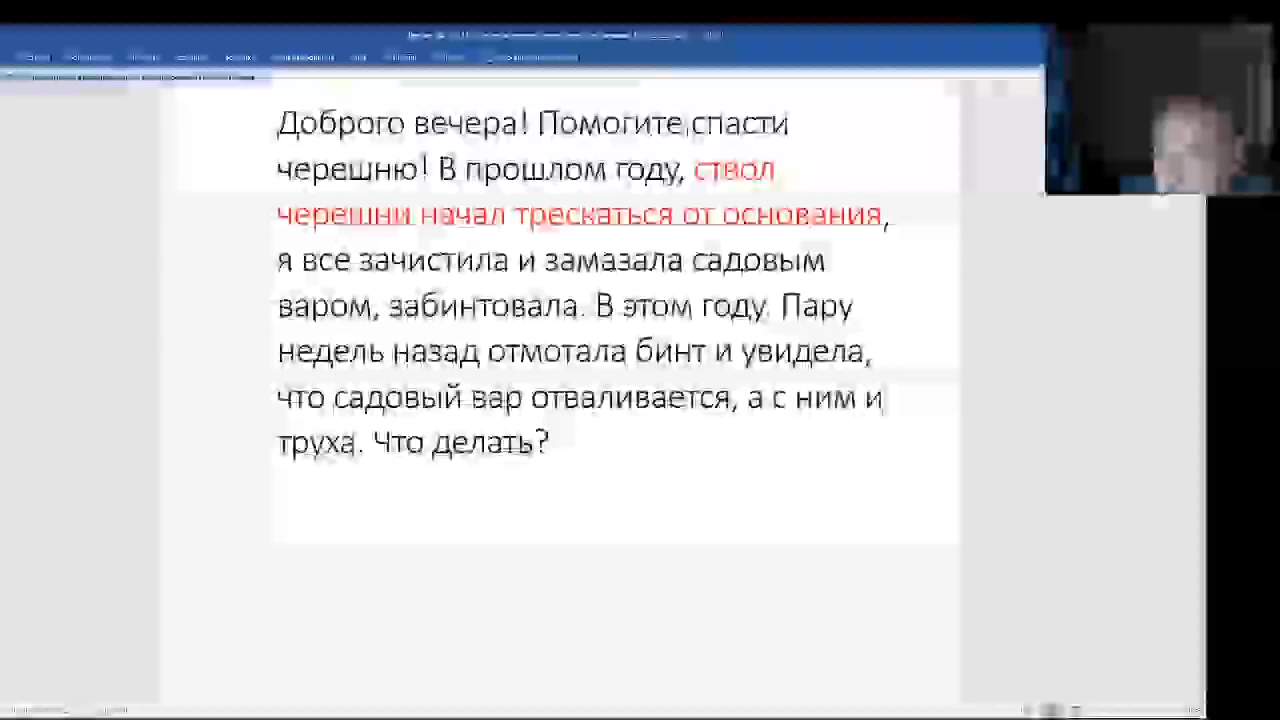 Доброго вечера! Помогите спасти
черешню! В прошлом году, ствол
черешни начал трескаться от основания,
я все зачистила и замазала садовым
варом, забинтовала. В этом году. Пару
недель назад отмотала бинт и увидела,
что садовый вар отваливается, а с ним и
труха. Что делать?